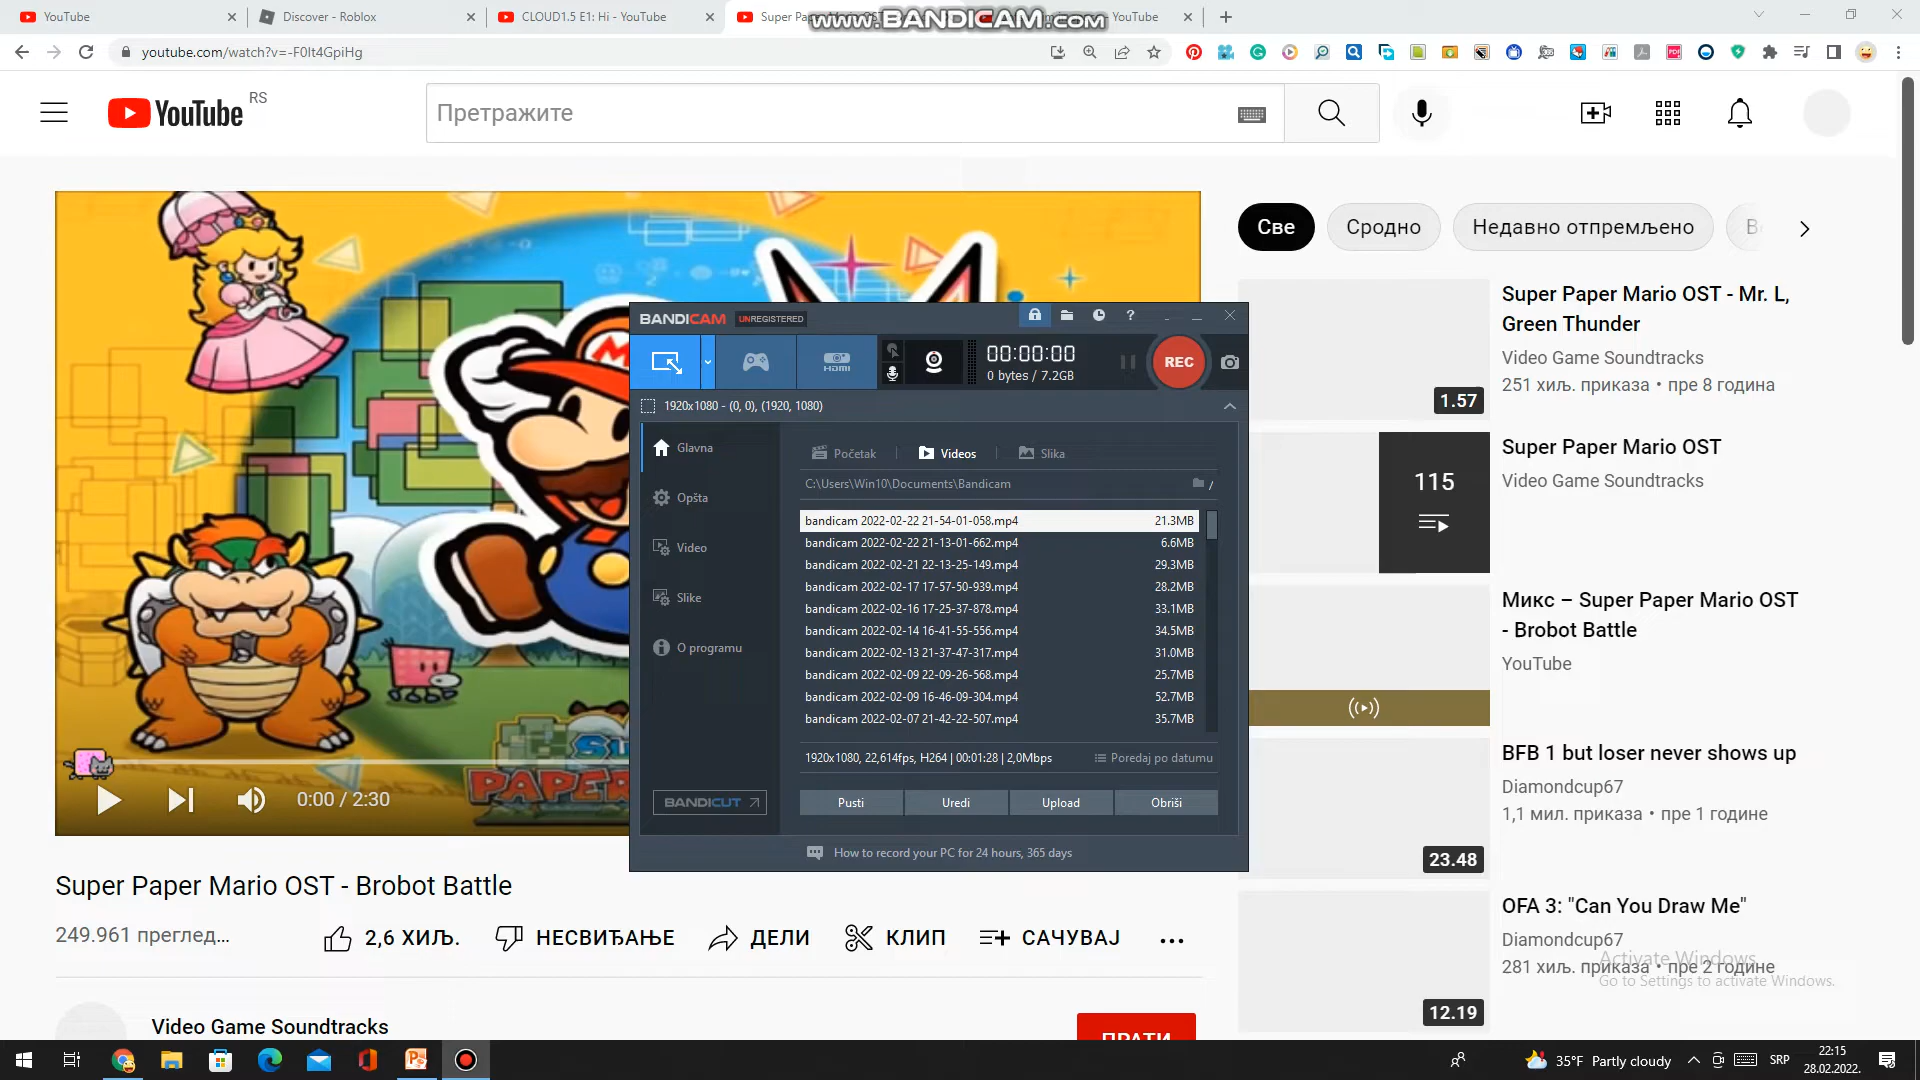 YouTube
Discover - Roblox
CLOUD1.5 E1: Hi - YouTube
Super Pa
YouTube
www.BANDICAM.com
youtube.com/watch?v=-F0It4GpiHg
YouTube RS
Претражите
Све
Сродно
Недавно отпремљено
BANDICAM UNREGISTERED
HDMI
00:00:00
0 bytes / 7.2GB
REC
1920x1080 - (0, 0), (1920, 1080)
Glavna
Opšta
Video
Slike
O programu
BANDICUT
Početak
Videos
Slika
C:\Users\Win10\Documents\Bandicam
/
bandicam 2022-02-22 21-54-01-058.mp4 21.3MB
bandicam 2022-02-22 21-13-01-662.mp4 6.6MB
bandicam 2022-02-21 22-13-25-149.mp4 29.3MB
bandicam 2022-02-17 17-57-50-939.mp4 28.2MB
bandicam 2022-02-16 17-25-37-878.mp4 33.1MB
bandicam 2022-02-14 16-41-55-556.mp4 34.5MB
bandicam 2022-02-13 21-37-47-317.mp4 31.0MB
bandicam 2022-02-09 22-09-26-568.mp4 25.7MB
bandicam 2022-02-09 16-46-09-304.mp4 52.7MB
bandicam 2022-02-07 21-42-22-507.mp4 35.7MB
1920x1080, 22,614fps, H264 | 00:01:28 | 2,0Mbps
Poredaj po datumu
Pusti
Uredi
Upload
Obriši
How to record your PC for 24 hours, 365 days
0:00 / 2:30
Super Paper Mario OST - Brobot Battle
249.961 преглед...
2,6 ХИЉ.
НЕСВИЂАЊЕ
ДЕЛИ
КЛИП
САЧУВАЈ
Video Game Soundtracks
ПРАТИ
Super Paper Mario OST - Mr. L,
Green Thunder
Video Game Soundtracks
251 хиљ. приказа • пре 8 година
1.57
Super Paper Mario OST
Video Game Soundtracks
115
Микс – Super Paper Mario OST
- Brobot Battle
YouTube
BFB 1 but loser never shows up
Diamondcup67
1,1 мил. приказа • пре 1 године
23.48
OFA 3: "Can You Draw Me"
Diamondcup67
281 хиљ. приказа • пре 2 године
12.19
Activate Windows
Go to Settings to activate Windows.
35°F Partly cloudy
SRP
22:15
28.02.2022.